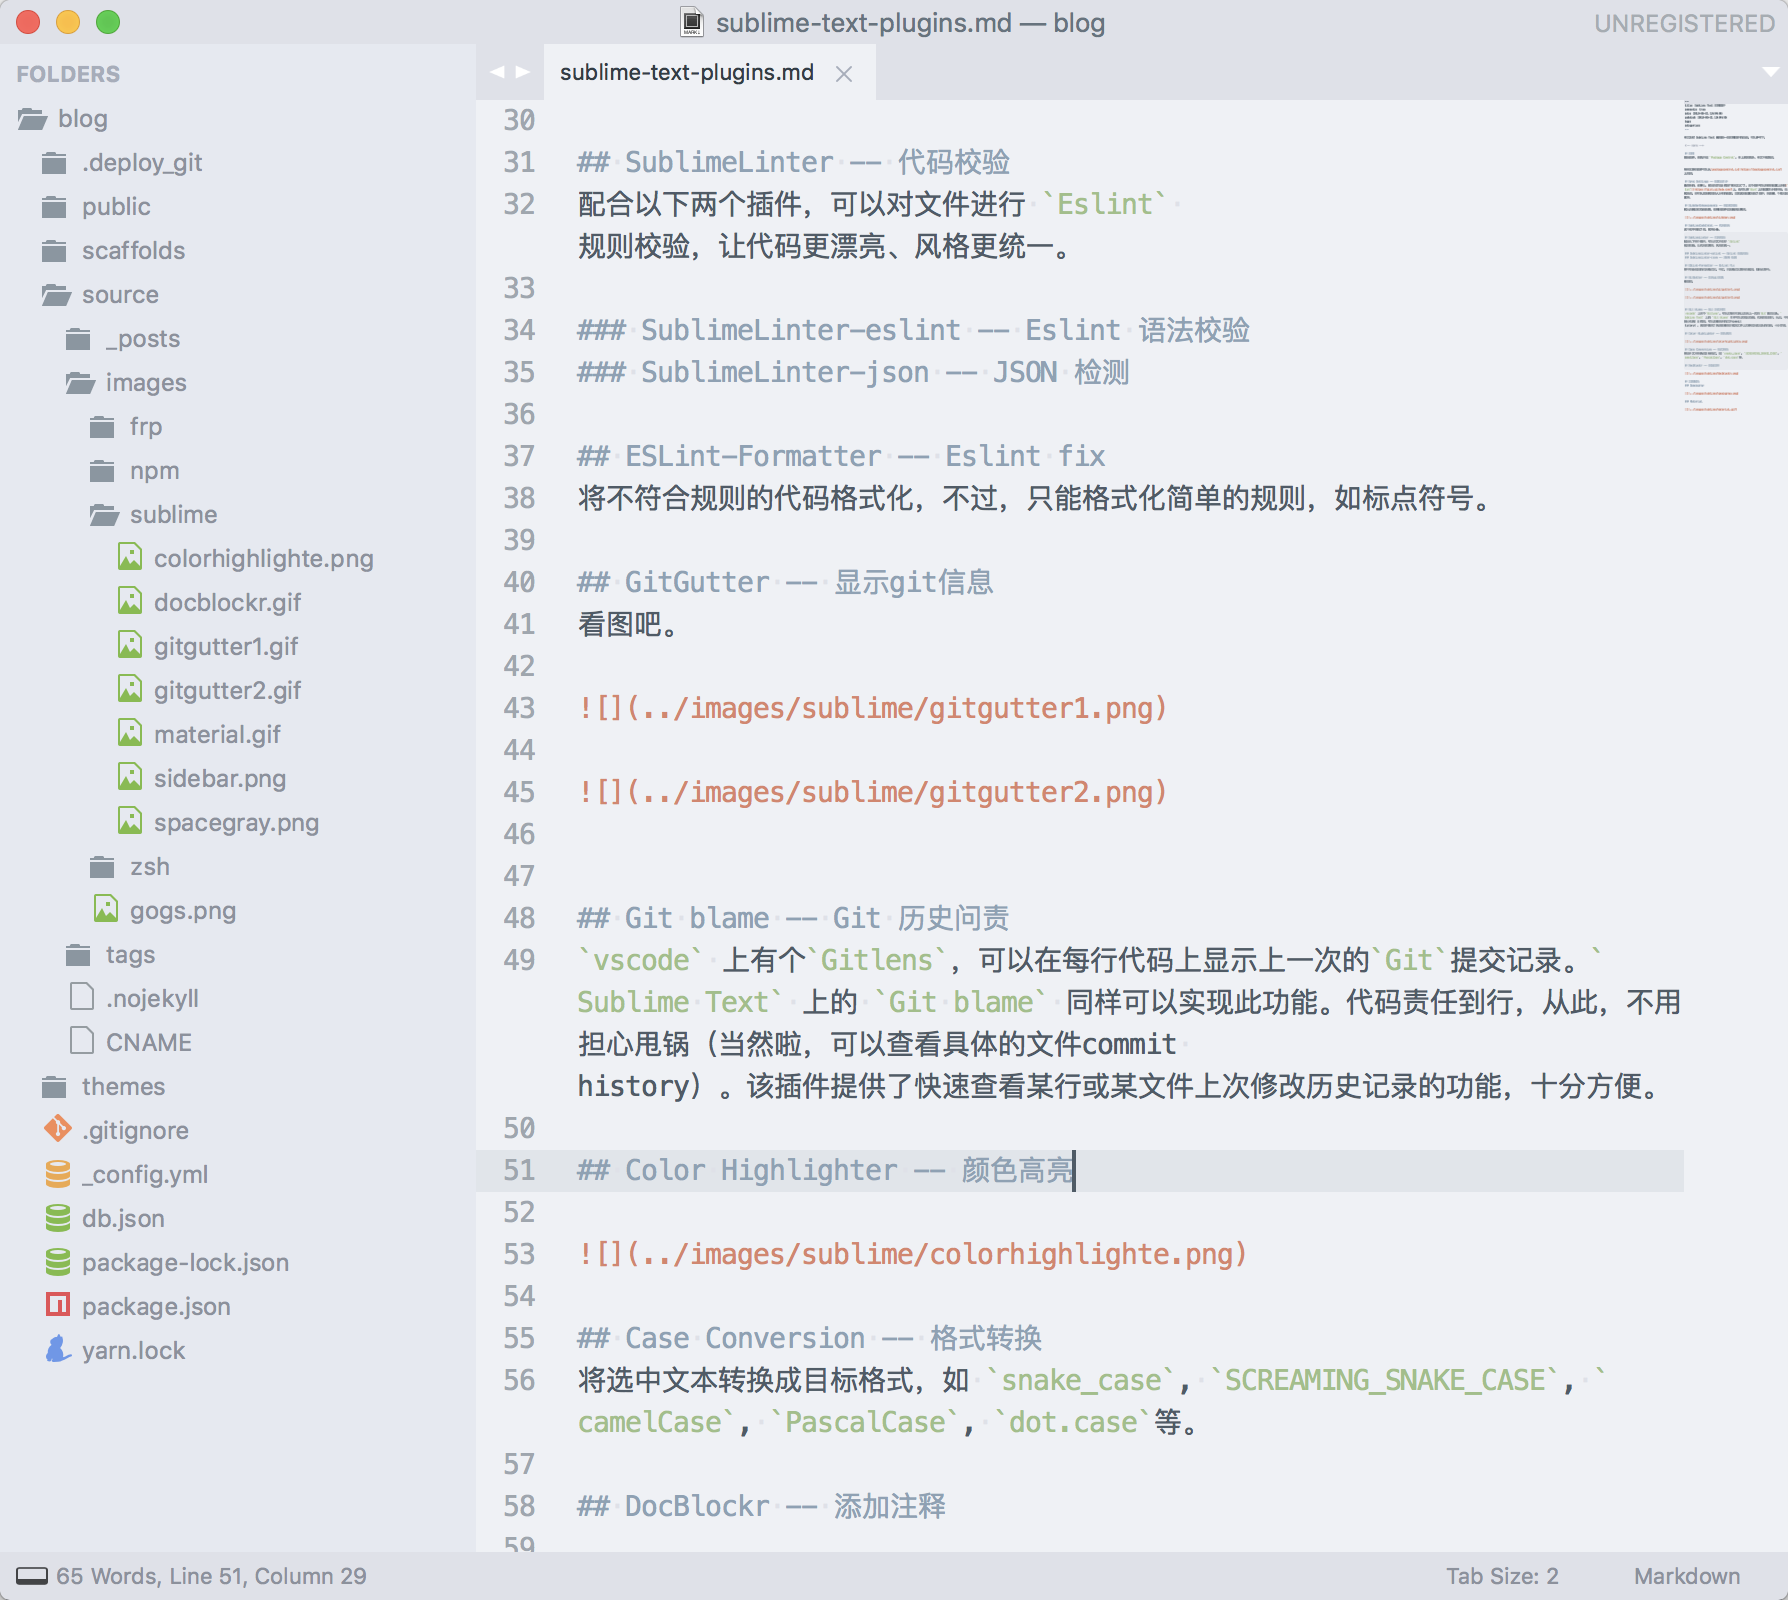 sublime-text-plugins.md — blog
UNREGISTERED
FOLDERS
blog
.deploy_git
public
scaffolds
source
_posts
images
frp
npm
sublime
colorhighlighte.png
docblockr.gif
gitgutter1.gif
gitgutter2.gif
material.gif
sidebar.png
spacegray.png
zsh
gogs.png
tags
.nojekyll
CNAME
themes
.gitignore
_config.yml
db.json
package-lock.json
package.json
yarn.lock
sublime-text-plugins.md
30
31 ## SublimeLinter -- 代码校验
32 配合以下两个插件，可以对文件进行 `Eslint`
规则校验，让代码更漂亮、风格更统一。
33
34 ### SublimeLinter-eslint -- Eslint 语法校验
35 ### SublimeLinter-json -- JSON 检测
36
37 ## ESLint-Formatter -- Eslint fix
38 将不符合规则的代码格式化，不过，只能格式化简单的规则，如标点符号。
39
40 ## GitGutter -- 显示git信息
41 看图吧。
42
43 ![](../images/sublime/gitgutter1.png)
44
45 ![](../images/sublime/gitgutter2.png)
46
47
48 ## Git blame -- Git 历史问责
49 `vscode` 上有个`Gitlens`，可以在每行代码上显示上一次的`Git`提交记录。`
Sublime Text` 上的 `Git blame` 同样可以实现此功能。代码责任到行，从此，不用
担心甩锅（当然啦，可以查看具体的文件commit
history）。该插件提供了快速查看某行或某文件上次修改历史记录的功能，十分方便。
50
51 ## Color Highlighter -- 颜色高亮
52
53 ![](../images/sublime/colorhighlighte.png)
54
55 ## Case Conversion -- 格式转换
56 将选中文本转换成目标格式，如 `snake_case`, `SCREAMING_SNAKE_CASE`, `
camelCase`, `PascalCase`, `dot.case`等。
57
58 ## DocBlockr -- 添加注释
59
65 Words, Line 51, Column 29
Tab Size: 2
Markdown